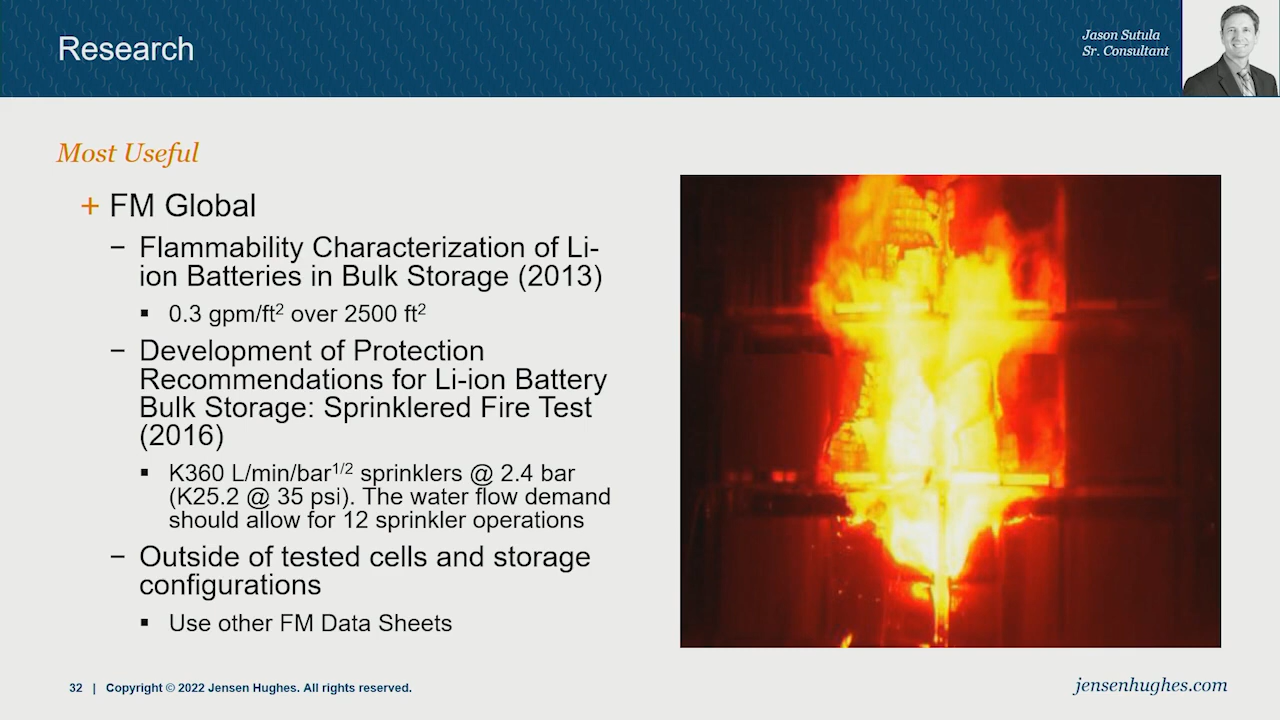 Research
Jason Sutula
Sr. Consultant
Most Useful
+ FM Global
− Flammability Characterization of Li-
ion Batteries in Bulk Storage (2013)
▪ 0.3 gpm/ft² over 2500 ft²
− Development of Protection
Recommendations for Li-ion Battery
Bulk Storage: Sprinklered Fire Test
(2016)
▪ K360 L/min/bar¹ᐟ² sprinklers @ 2.4 bar
(K25.2 @ 35 psi). The water flow demand
should allow for 12 sprinkler operations
− Outside of tested cells and storage
configurations
▪ Use other FM Data Sheets
32 | Copyright © 2022 Jensen Hughes. All rights reserved.
jensenhughes.com